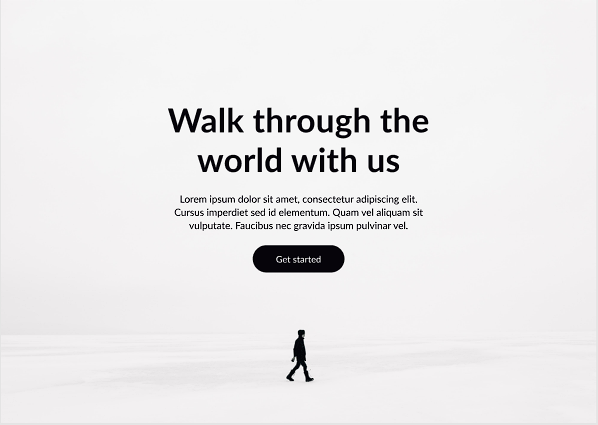 Walk through the
world with us
Lorem ipsum dolor sit amet, consectetur adipiscing elit.
Cursus imperdiet sed id elementum. Quam vel aliquam sit
vulputate. Faucibus nec gravida ipsum pulvinar vel.
Get started